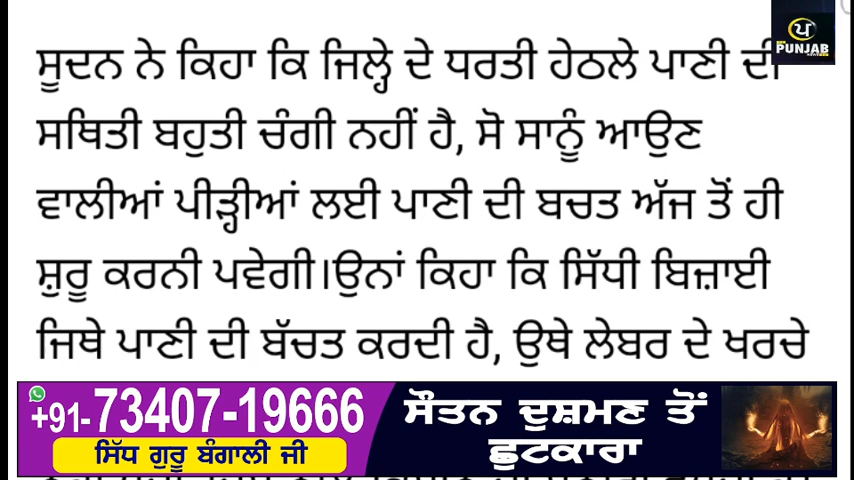 ਪ
PUNJAB
ਸੂਦਨ ਨੇ ਕਿਹਾ ਕਿ ਜਿਲ੍ਹੇ ਦੇ ਧਰਤੀ ਹੇਠਲੇ ਪਾਣੀ ਦੀ
ਸਥਿਤੀ ਬਹੁਤੀ ਚੰਗੀ ਨਹੀਂ ਹੈ, ਸੋ ਸਾਨੂੰ ਆਉਣ
ਵਾਲੀਆਂ ਪੀੜ੍ਹੀਆਂ ਲਈ ਪਾਣੀ ਦੀ ਬਚਤ ਅੱਜ ਤੋਂ ਹੀ
ਸ਼ੁਰੂ ਕਰਨੀ ਪਵੇਗੀ।ਉਨਾਂ ਕਿਹਾ ਕਿ ਸਿੱਧੀ ਬਿਜ਼ਾਈ
ਜਿਥੇ ਪਾਣੀ ਦੀ ਬੱਚਤ ਕਰਦੀ ਹੈ, ਉਥੇ ਲੇਬਰ ਦੇ ਖਰਚੇ
+91-73407-19666
ਸਿੱਧ ਗੁਰੂ ਬੰਗਾਲੀ ਜੀ
ਸੌਤਨ ਦੁਸ਼ਮਣ ਤੋਂ
ਛੁਟਕਾਰਾ